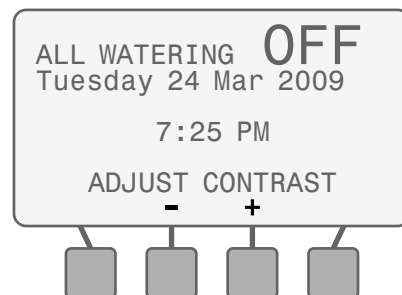 ALL WATERING OFF
Tuesday 24 Mar 2009
7:25 PM
ADJUST CONTRAST
- +